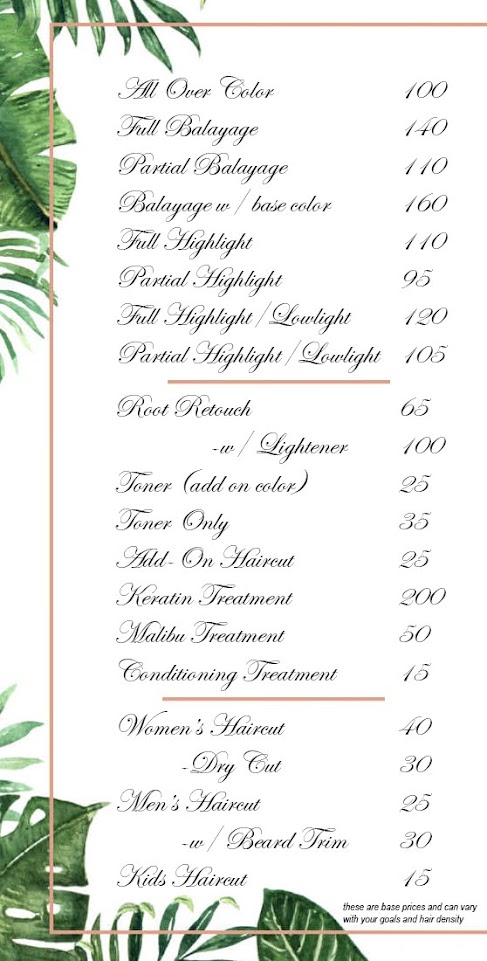 All Over Color 100
Full Balayage 140
Partial Balayage 110
Balayage w / base color 160
Full Highlight 110
Partial Highlight 95
Full Highlight / Lowlight 120
Partial Highlight / Lowlight 105
Root Retouch 65
-w / Lightener 100
Toner (add on color) 25
Toner Only 35
Add- On Haircut 25
Keratin Treatment 200
Malibu Treatment 50
Conditioning Treatment 15
Women's Haircut 40
-Dry Cut 30
Men's Haircut 25
-w / Beard Trim 30
Kids Haircut 15
these are base prices and can vary
with your goals and hair density